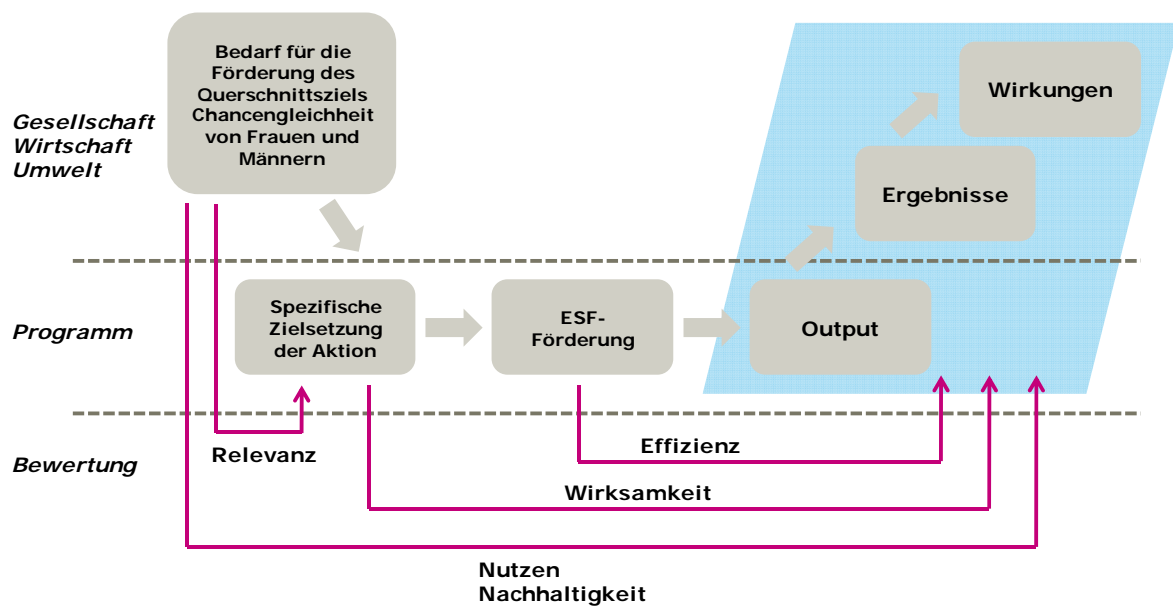 Bedarf für die
Förderung des
Querschnittsziels
Chancengleichheit
von Frauen und
Männern
Wirkungen
Gesellschaft
Wirtschaft
Umwelt
Ergebnisse
Spezifische
Zielsetzung
der Aktion
ESF-
Förderung
Output
Programm
Relevanz
Effizienz
Bewertung
Wirksamkeit
Nutzen
Nachhaltigkeit